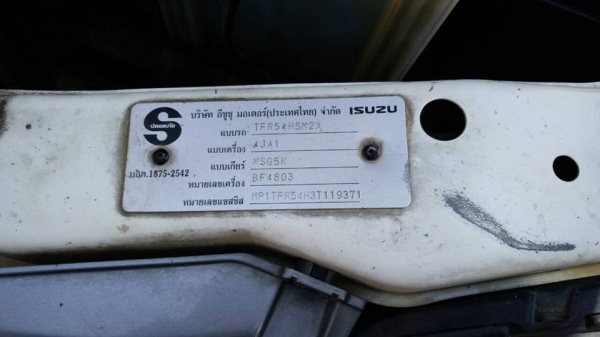 บริษัท อีซูซุ มอเตอร์(ประเทศไทย) จำกัด ISUZU
ปลอดภัย
แบบรถ TFR54HSM2X
แบบเครื่อง 4JA1
แบบเกียร์ MSG5K
มอก.1875-2542
หมายเลขเครื่อง BF4803
หมายเลขแชสซิส MP1TFR54H3T119371